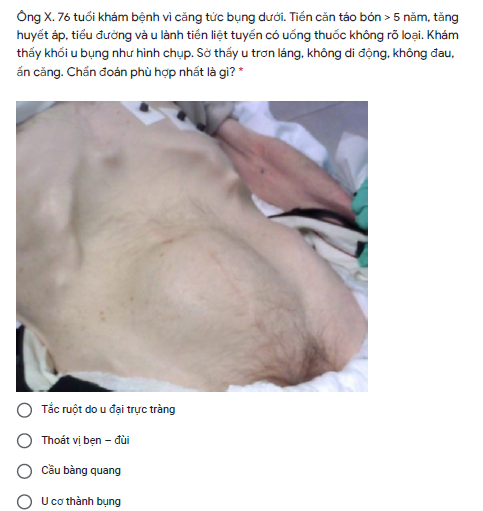 Ông X. 76 tuổi khám bệnh vì căng tức bụng dưới. Tiền căn táo bón > 5 năm, tăng
huyết áp, tiểu đường và u lành tiền liệt tuyến có uống thuốc không rõ loại. Khám
thấy khối u bụng như hình chụp. Sờ thấy u trơn láng, không di động, không đau,
ấn căng. Chẩn đoán phù hợp nhất là gì? *
Tắc ruột do u đại trực tràng
Thoát vị bẹn – đùi
Cầu bàng quang
U cơ thành bụng